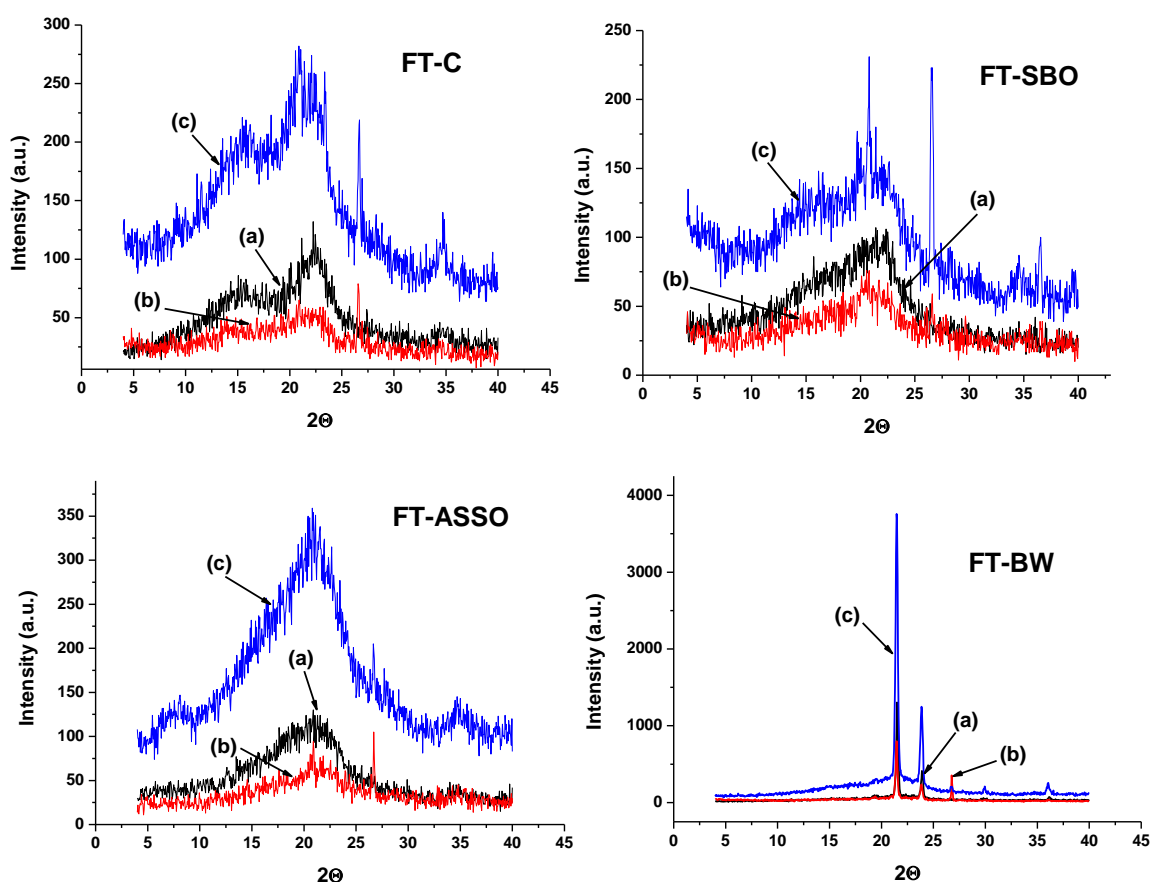 FT-C
(c)
(a)
(b)
300
250
200
150
100
50
Intensity (a.u.)
0 5 10 15 20 25 30 35 40 45
2Θ
FT-SBO
(c)
(a)
(b)
250
200
150
100
50
0
Intensity (a.u.)
0 5 10 15 20 25 30 35 40
2Θ
FT-ASSO
(c)
(a)
(b)
350
300
250
200
150
100
50
0
Intensity (a.u.)
0 5 10 15 20 25 30 35 40 45
2Θ
FT-BW
(c)
(a)
(b)
4000
3000
2000
1000
0
Intensity (a.u.)
0 5 10 15 20 25 30 35 40 45
2Θ